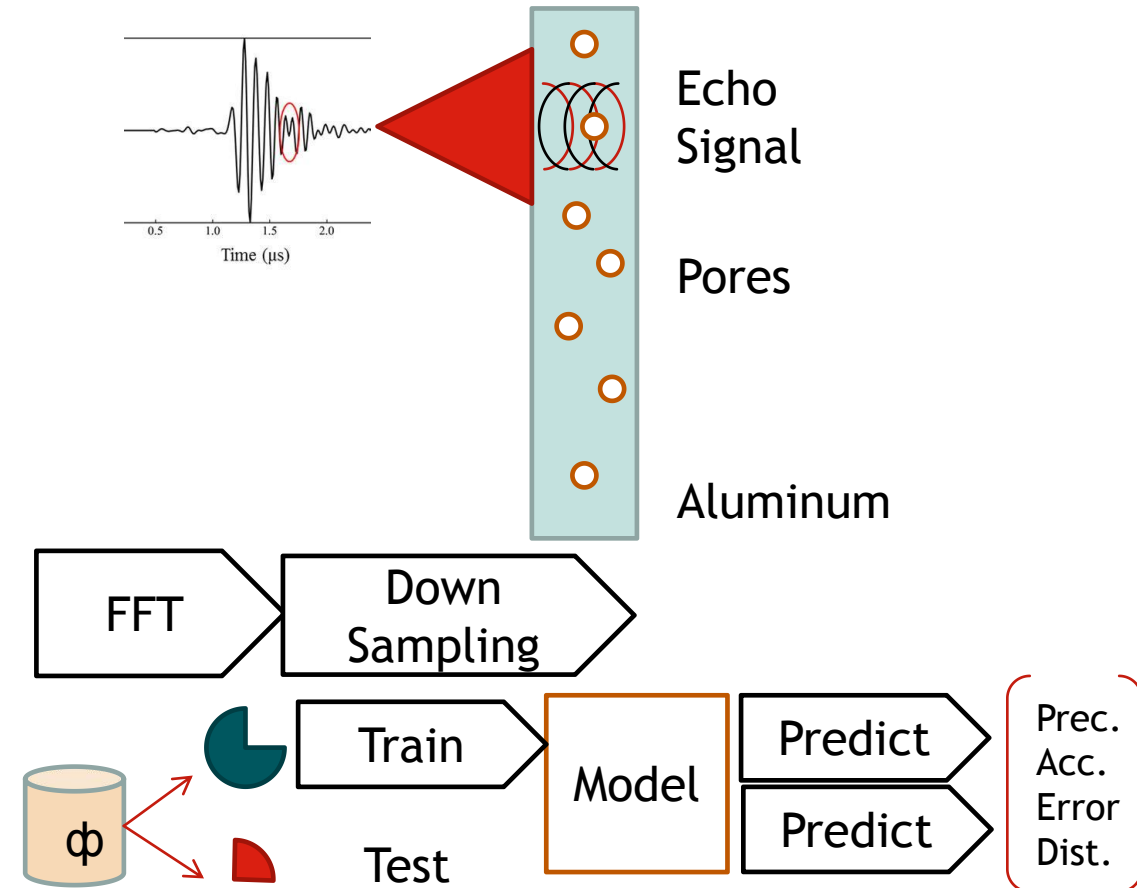 0.5 1.0 1.5 2.0
Time (μs)
Echo
Signal
Pores
Aluminum
FFT
Down
Sampling
Train
Model
Predict
Predict
Prec.
Acc.
Error
Dist.
ф
Test